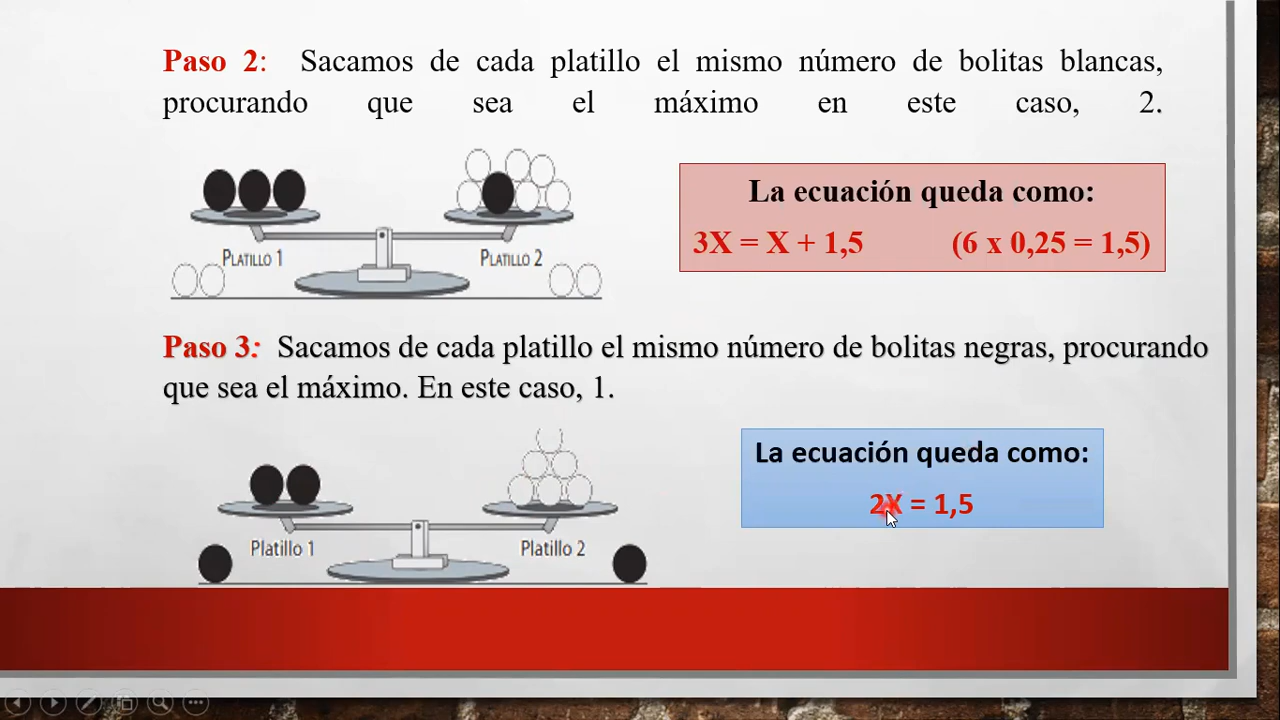 Paso 2: Sacamos de cada platillo el mismo número de bolitas blancas,
procurando que sea el máximo en este caso, 2.
La ecuación queda como:
3X = X + 1,5 (6 x 0,25 = 1,5)
PLATILLO 1 PLATILLO 2
Paso 3: Sacamos de cada platillo el mismo número de bolitas negras, procurando
que sea el máximo. En este caso, 1.
La ecuación queda como:
2X = 1,5
Platillo 1 Platillo 2